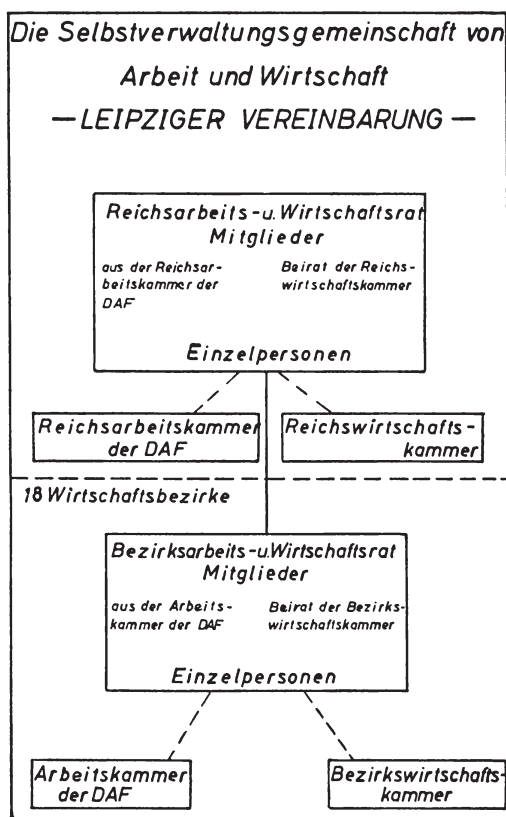 Die Selbstverwaltungsgemeinschaft von
Arbeit und Wirtschaft
— LEIPZIGER VEREINBARUNG —
Reichsarbeits-u. Wirtschaftsrat
Mitglieder
aus der Reichsar-
beitskammer der
DAF
Beirat der Reichs-
wirtschaftskammer
Einzelpersonen
Reichsarbeitskammer
der DAF
Reichswirtschafts-
kammer
18 Wirtschaftsbezirke
Bezirksarbeits-u. Wirtschaftsrat
Mitglieder
aus der Arbeits-
kammer der DAF
Beirat der Bezirks-
wirtschaftskammer
Einzelpersonen
Arbeitskammer
der DAF
Bezirkswirtschafts-
kammer